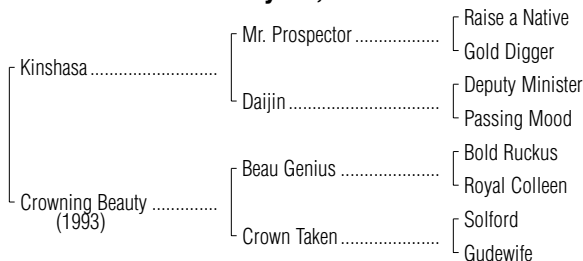 Raise a Native
Mr. Prospector ....................
Gold Digger
Kinshasa ..............................
Deputy Minister
Daijin ....................................
Passing Mood
Bold Ruckus
Beau Genius .......................
Royal Colleen
Crowning Beauty ...............
(1993)
Solford
Crown Taken .......................
Gudewife